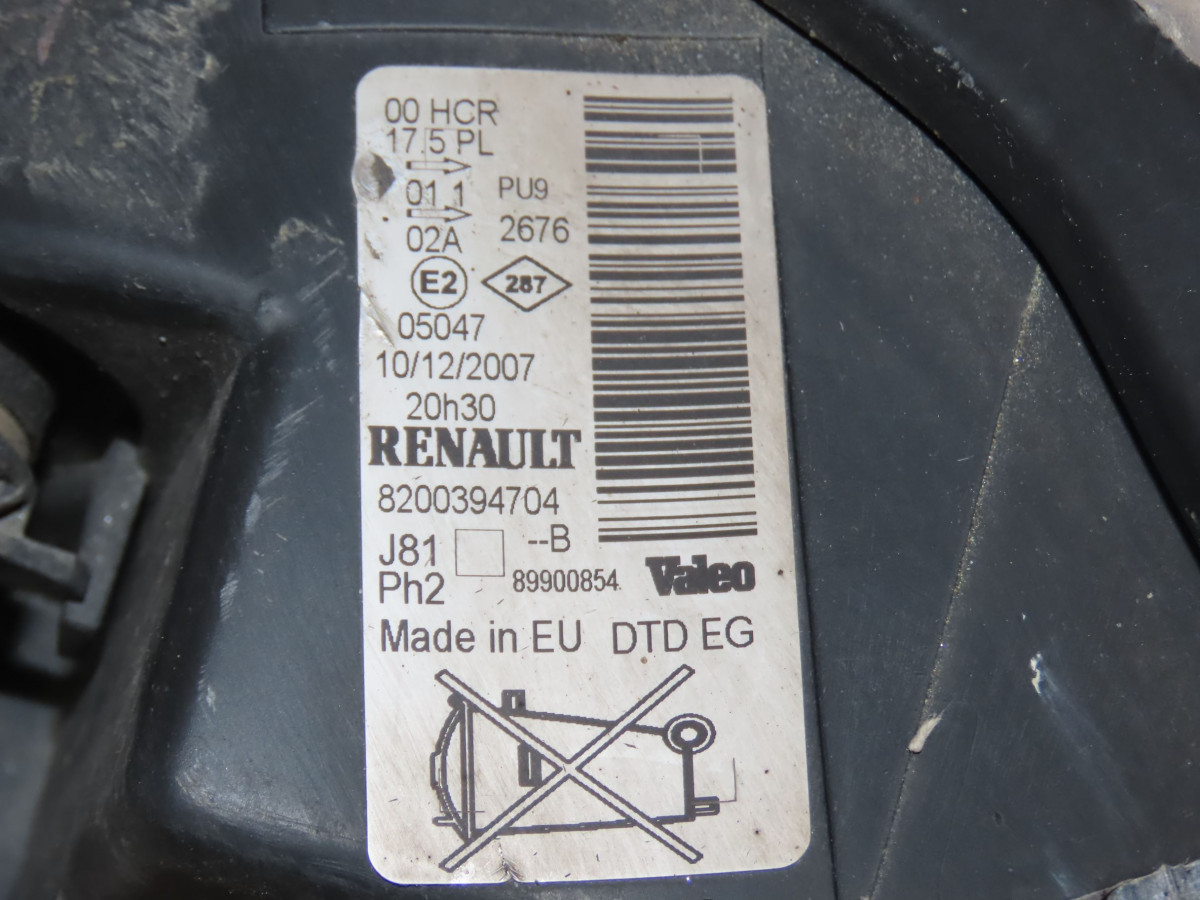 00 HCR
17.5 PL
01 1
PU9
02A
2676
E2
287
05047
10/12/2007
20h30
RENAULT
8200394704
J81
--B
Ph2
89900854
Valeo
Made in EU DTD EG